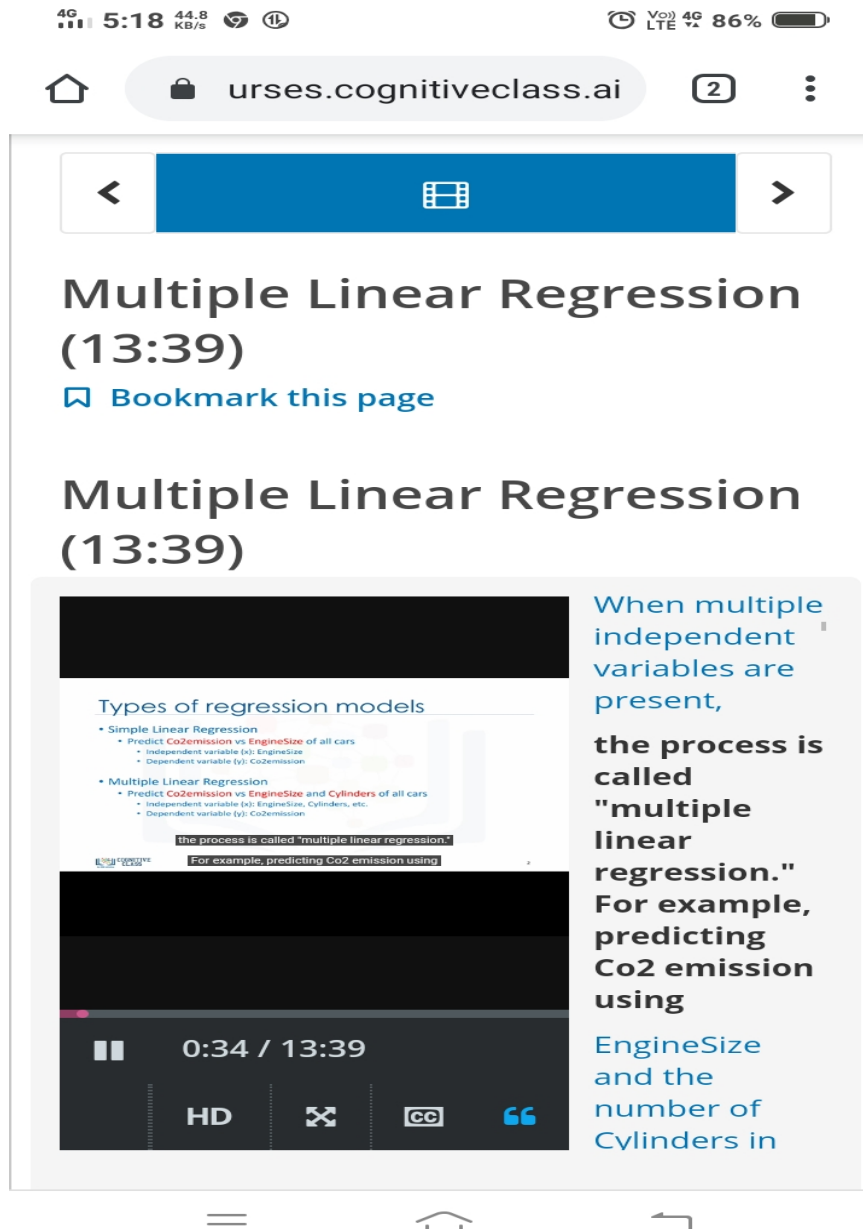 4G 5:18 44.8 KB/s Vo)) LTE 4G 86%
urses.cognitiveclass.ai 2
Multiple Linear Regression
(13:39)
Bookmark this page
Multiple Linear Regression
(13:39)
Types of regression models
• Simple Linear Regression
• Predict Co2emission vs EngineSize of all cars
• Independent variable (x): EngineSize
• Dependent variable (y): Co2emission
• Multiple Linear Regression
• Predict Co2emission vs EngineSize and Cylinders of all cars
• Independent variable (x): EngineSize, Cylinders, etc.
• Dependent variable (y): Co2emission
the process is called "multiple linear regression."
For example, predicting Co2 emission using
COGNITIVE
CLASS
0:34 / 13:39
HD CC
When multiple
independent
variables are
present,
the process is
called
"multiple
linear
regression."
For example,
predicting
Co2 emission
using
EngineSize
and the
number of
Cylinders in